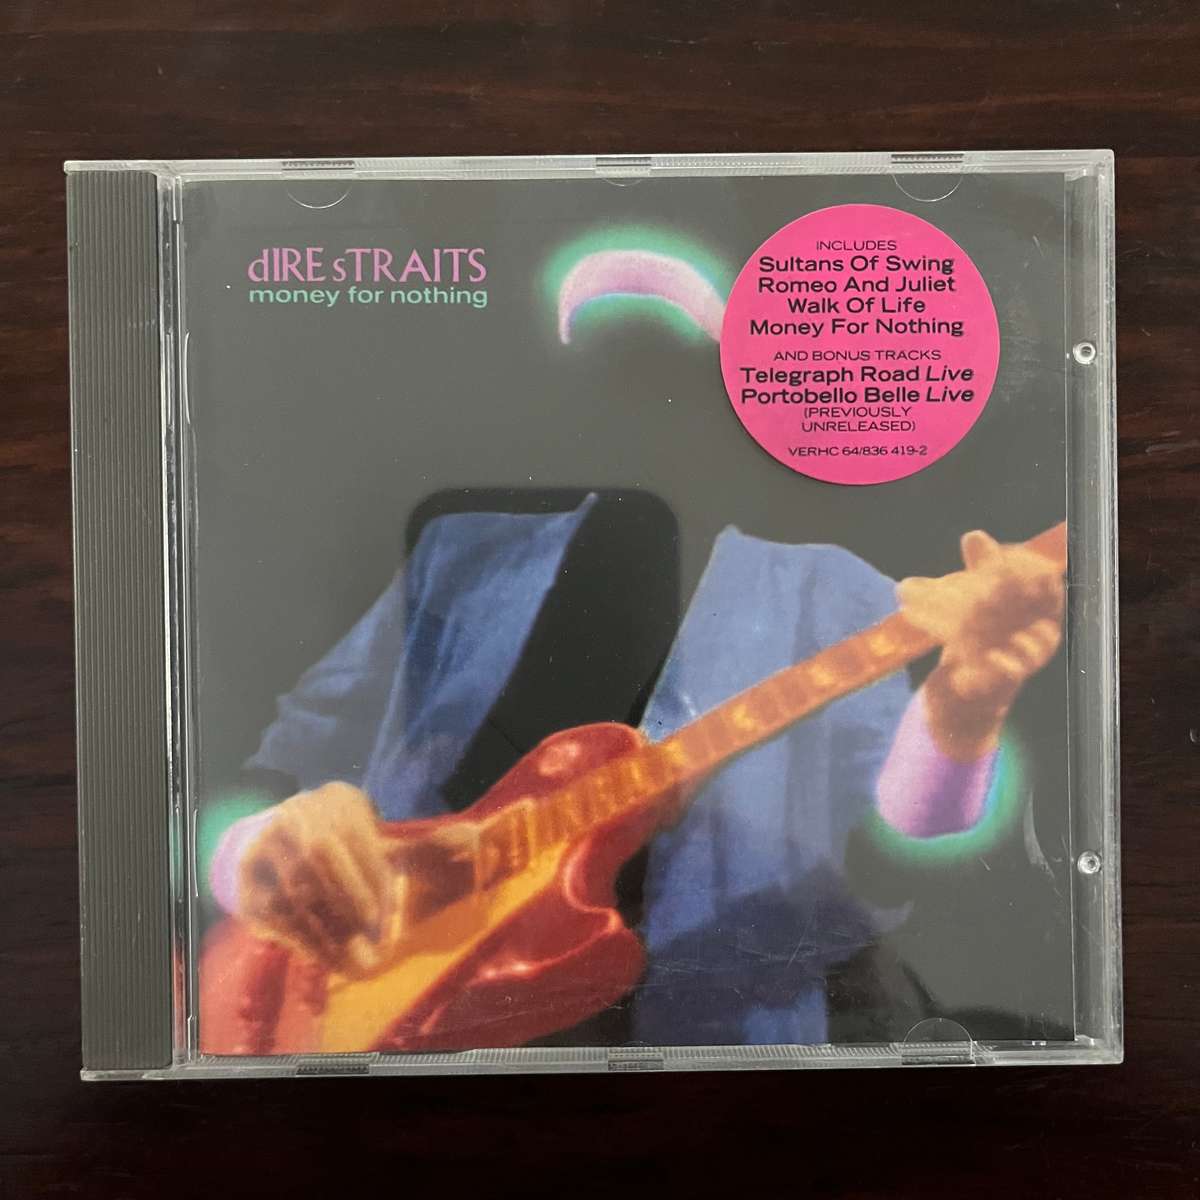 dIRE sTRAITS
money for nothing
INCLUDES
Sultans Of Swing
Romeo And Juliet
Walk Of Life
Money For Nothing
AND BONUS TRACKS
Telegraph Road Live
Portobello Belle Live
(PREVIOUSLY
UNRELEASED)
VERHC 64/836 419-2